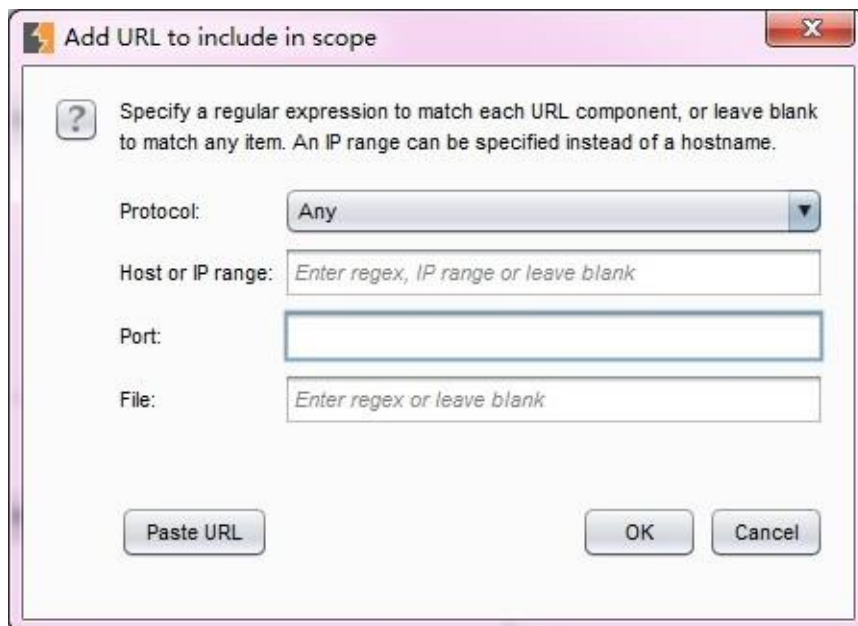 Add URL to include in scope
x
?
Specify a regular expression to match each URL component, or leave blank
to match any item. An IP range can be specified instead of a hostname.
Protocol: Any
Host or IP range: Enter regex, IP range or leave blank
Port:
File: Enter regex or leave blank
Paste URL OK Cancel